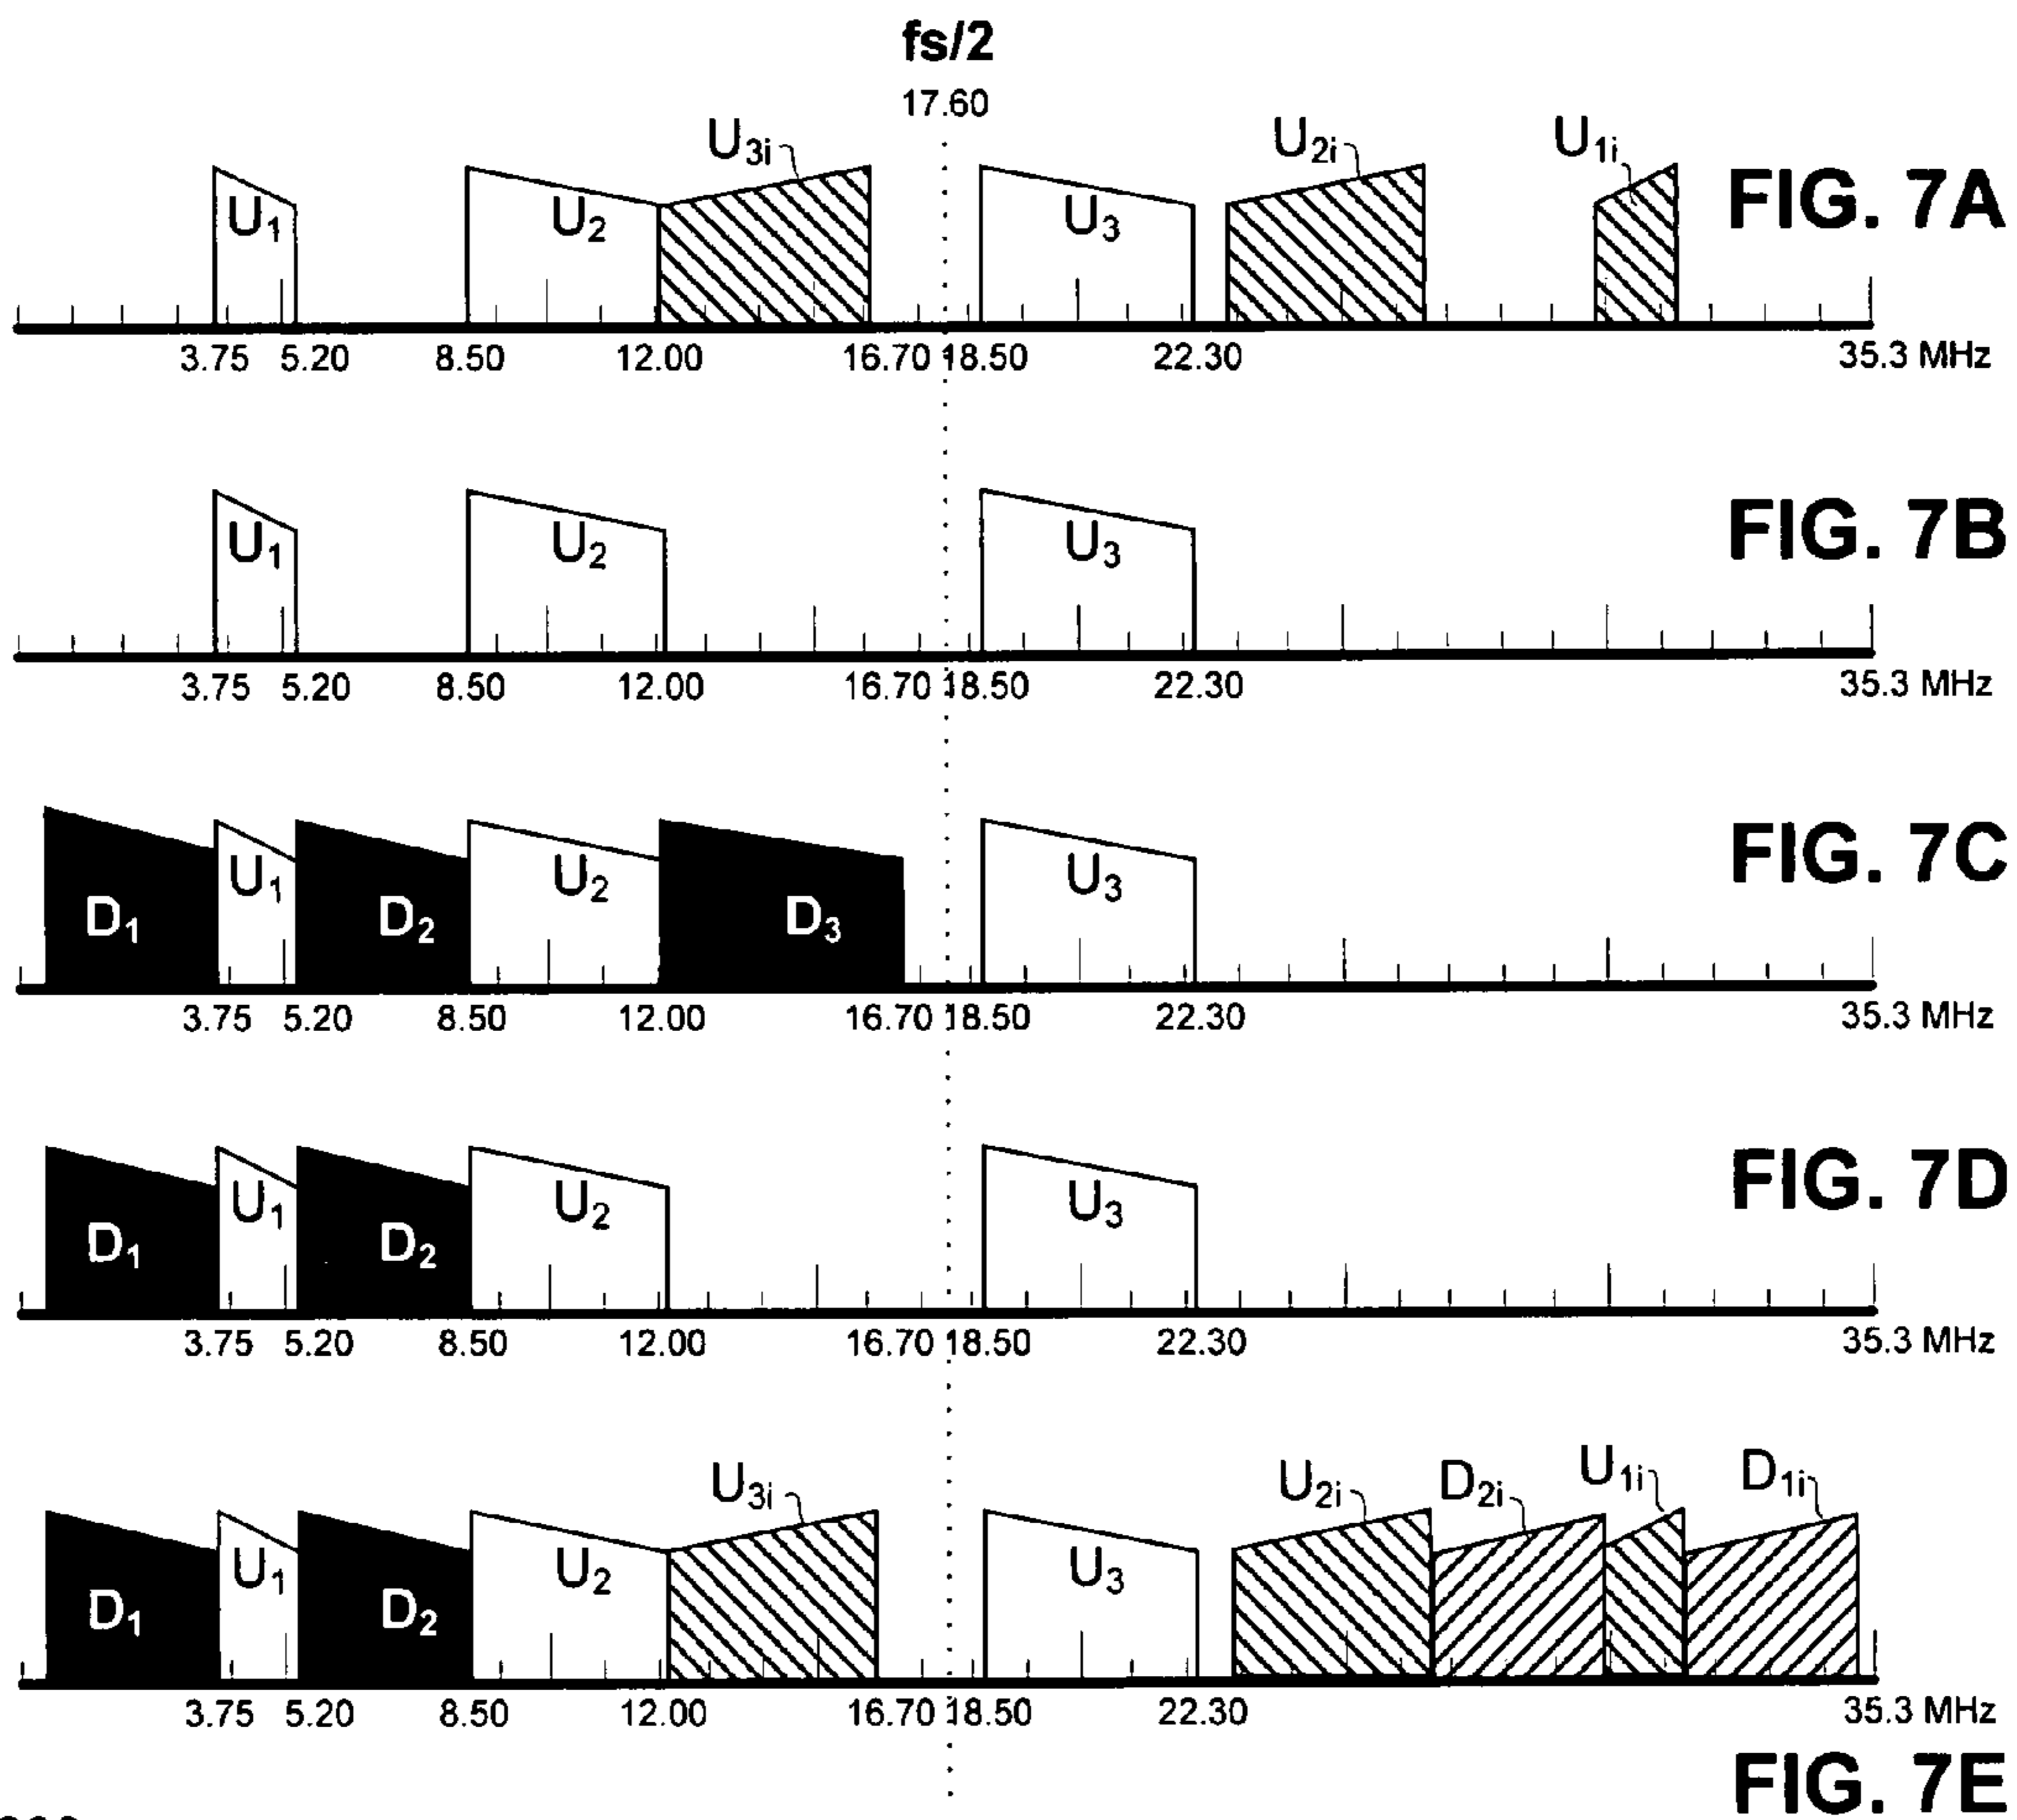 fs/2
17.60
U3i U2i U1i
FIG. 7A
U1 U2 U3
3.75 5.20 8.50 12.00 16.70 18.50 22.30 35.3 MHz
FIG. 7B
U1 U2 U3
3.75 5.20 8.50 12.00 16.70 18.50 22.30 35.3 MHz
FIG. 7C
D1 U1 D2 U2 D3 U3
3.75 5.20 8.50 12.00 16.70 18.50 22.30 35.3 MHz
FIG. 7D
D1 U1 D2 U2 U3
3.75 5.20 8.50 12.00 16.70 18.50 22.30 35.3 MHz
U3i U2i D2i U1i D1i
D1 U1 D2 U2 U3
3.75 5.20 8.50 12.00 16.70 18.50 22.30 35.3 MHz
FIG. 7E